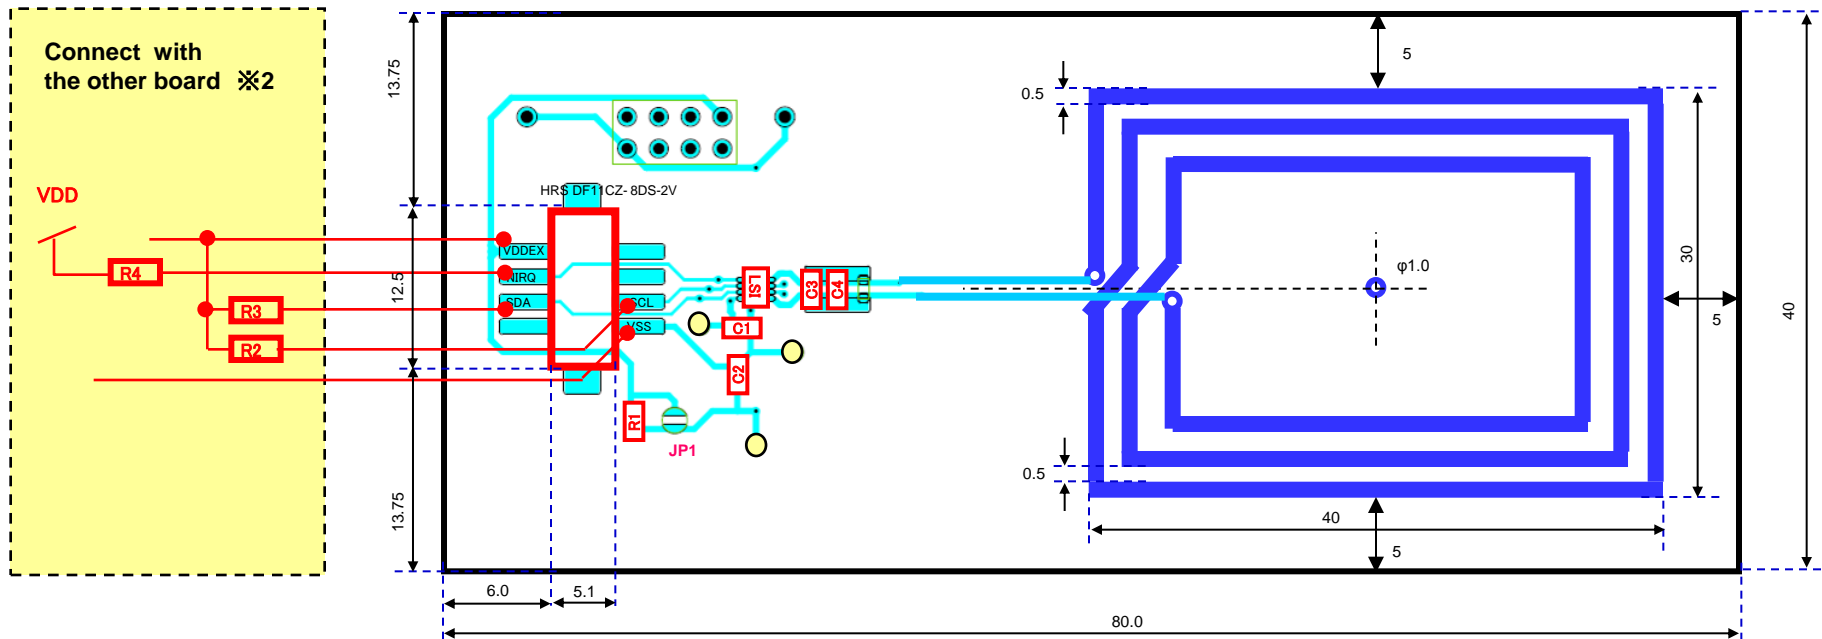 Connect with
the other board ※2
VDD
R4
R3
R2
13.75
12.5
13.75
HRS DF11CZ- 8DS-2V
VDDEX
NIRQ
SDA
SCL
VSS
LSI
C3
C4
C1
C2
R1
JP1
0.5
5
φ1.0
30
5
40
0.5
40
5
6.0
5.1
80.0